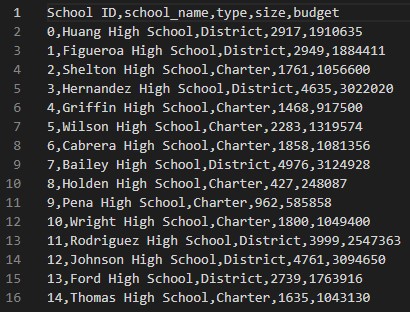 1 School ID,school_name,type,size,budget
2 0,Huang High School,District,2917,1910635
3 1,Figueroa High School,District,2949,1884411
4 2,Shelton High School,Charter,1761,1056600
5 3,Hernandez High School,District,4635,3022020
6 4,Griffin High School,Charter,1468,917500
7 5,Wilson High School,Charter,2283,1319574
8 6,Cabrera High School,Charter,1858,1081356
9 7,Bailey High School,District,4976,3124928
10 8,Holden High School,Charter,427,248087
11 9,Pena High School,Charter,962,585858
12 10,Wright High School,Charter,1800,1049400
13 11,Rodriguez High School,District,3999,2547363
14 12,Johnson High School,District,4761,3094650
15 13,Ford High School,District,2739,1763916
16 14,Thomas High School,Charter,1635,1043130